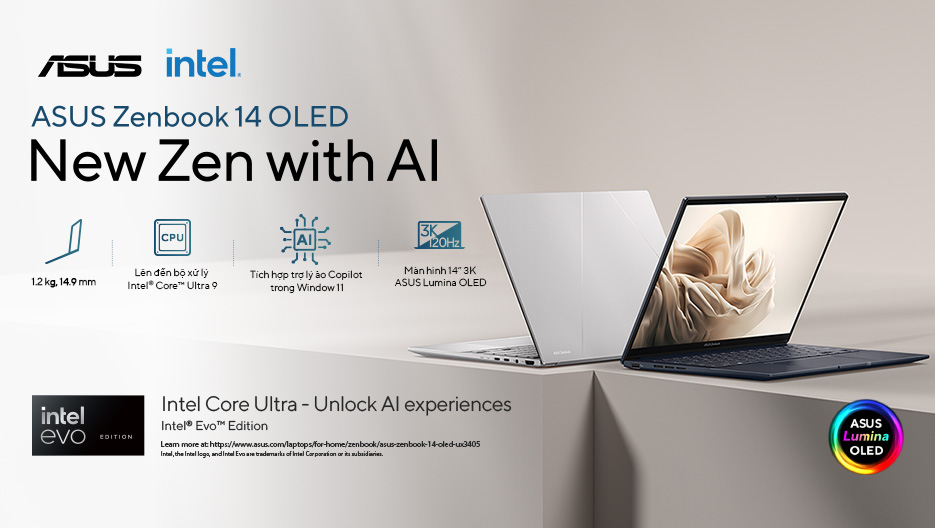 ASUS intel.
ASUS Zenbook 14 OLED
New Zen with AI
CPU
AI
3K
120Hz
1.2 kg, 14.9 mm
Lên đến bộ xử lý
Intel® Core™ Ultra 9
Tích hợp trợ lý ảo Copilot
trong Window 11
Màn hình 14” 3K
ASUS Lumina OLED
intel
evo EDITION
Intel Core Ultra - Unlock AI experiences
Intel® Evo™ Edition
Learn more at: https://www.asus.com/laptops/for-home/zenbook/asus-zenbook-14-oled-ux3405
Intel, the Intel logo, and Intel Evo are trademarks of Intel Corporation or its subsidiaries.
ASUS
Lumina
OLED